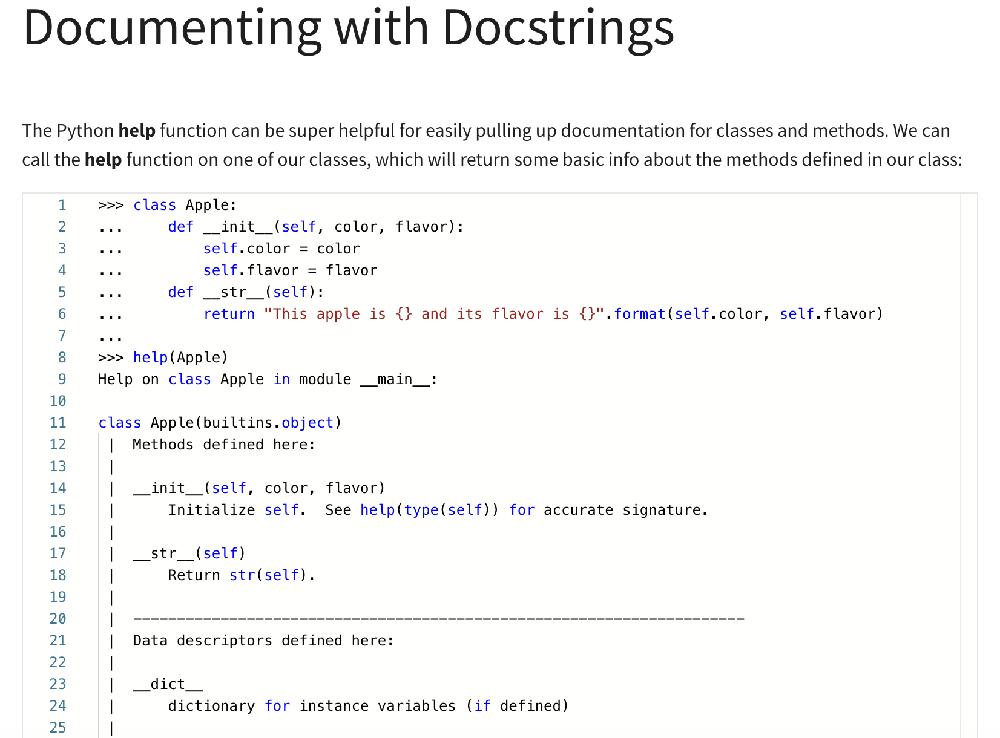 Documenting with Docstrings
The Python help function can be super helpful for easily pulling up documentation for classes and methods. We can
call the help function on one of our classes, which will return some basic info about the methods defined in our class:
1 >>> class Apple:
2 ...     def __init__(self, color, flavor):
3 ...         self.color = color
4 ...         self.flavor = flavor
5 ...     def __str__(self):
6 ...         return "This apple is {} and its flavor is {}".format(self.color, self.flavor)
7 ...
8 >>> help(Apple)
9 Help on class Apple in module __main__:
10
11 class Apple(builtins.object)
12  |  Methods defined here:
13  |
14  |  __init__(self, color, flavor)
15  |      Initialize self.  See help(type(self)) for accurate signature.
16  |
17  |  __str__(self)
18  |      Return str(self).
19  |
20  |  ----------------------------------------------------------------------
21  |  Data descriptors defined here:
22  |
23  |  __dict__
24  |      dictionary for instance variables (if defined)
25  |